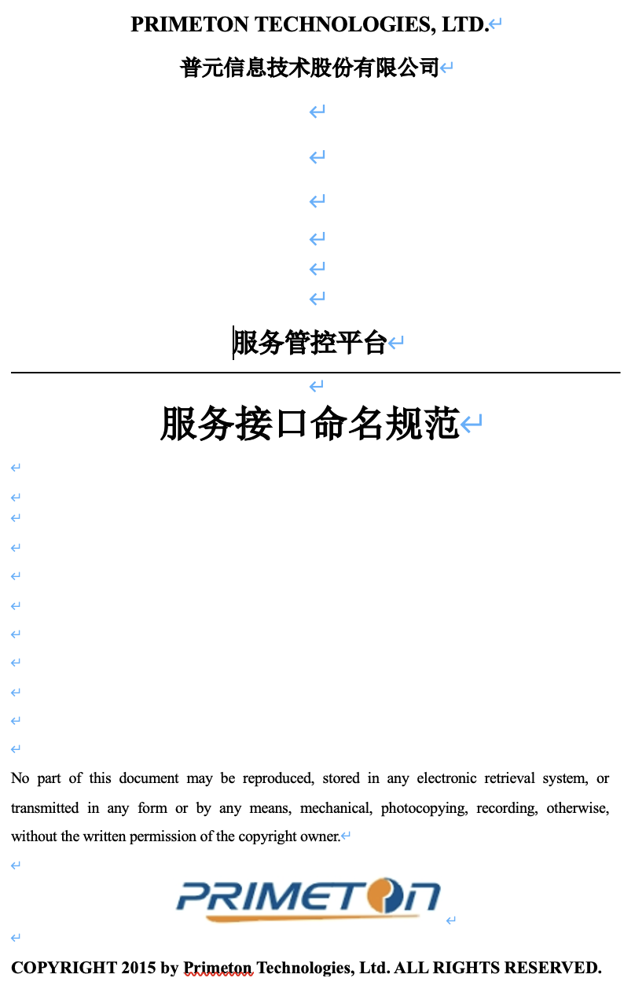 PRIMETON TECHNOLOGIES, LTD.
普元信息技术股份有限公司
服务管控平台
服务接口命名规范
No part of this document may be reproduced, stored in any electronic retrieval system, or
transmitted in any form or by any means, mechanical, photocopying, recording, otherwise,
without the written permission of the copyright owner.
PRIMETON
COPYRIGHT 2015 by Primeton Technologies, Ltd. ALL RIGHTS RESERVED.